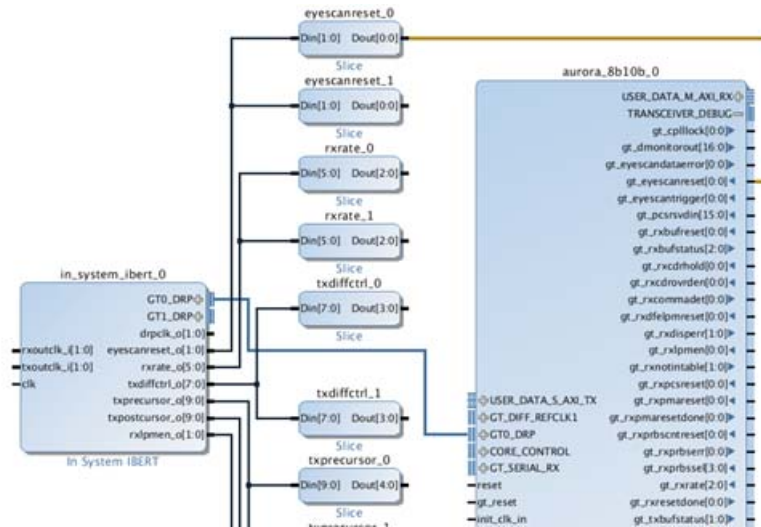 eyescanreset_0
Din[1:0] Dout[0:0]
Slice
eyescanreset_1
Din[1:0] Dout[0:0]
Slice
rxrate_0
Din[5:0] Dout[2:0]
Slice
rxrate_1
Din[5:0] Dout[2:0]
Slice
txdiffctrl_0
Din[7:0] Dout[3:0]
Slice
txdiffctrl_1
Din[7:0] Dout[3:0]
Slice
txprecursor_0
Din[9:0] Dout[4:0]
Slice
txprecursor_1
in_system_ibert_0
GT0_DRP
GT1_DRP
drpclk_o[1:0]
rxoutclk_i[1:0] eyescanreset_o[1:0]
txoutclk_i[1:0] rxrate_o[5:0]
clk txdiffctrl_o[7:0]
txprecursor_o[9:0]
txpostcursor_o[9:0]
rxlpmen_o[1:0]
In System IBERT
aurora_8b10b_0
USER_DATA_M_AXI_RX
TRANSCEIVER_DEBUG
gt_cplllock[0:0]
gt_dmonitorout[16:0]
gt_eyescandataerror[0:0]
gt_eyescanreset[0:0]
gt_eyescantrigger[0:0]
gt_pcsrsvdin[15:0]
gt_rxbufreset[0:0]
gt_rxbufstatus[2:0]
gt_rxcdrhold[0:0]
gt_rxcdrovrden[0:0]
gt_rxcommadet[0:0]
gt_rxdfelpmreset[0:0]
gt_rxdisperr[1:0]
gt_rxlpmen[0:0]
gt_rxnotintable[1:0]
gt_rxpcsreset[0:0]
USER_DATA_S_AXI_TX gt_rxpmareset[0:0]
GT_DIFF_REFCLK1 gt_rxpmaresetdone[0:0]
GT0_DRP gt_rxprbscntreset[0:0]
CORE_CONTROL gt_rxprbserr[0:0]
GT_SERIAL_RX gt_rxprbssel[3:0]
reset gt_rxrate[2:0]
gt_reset gt_rxresetdone[0:0]
init_clk_in gt_txbufstatus[1:0]